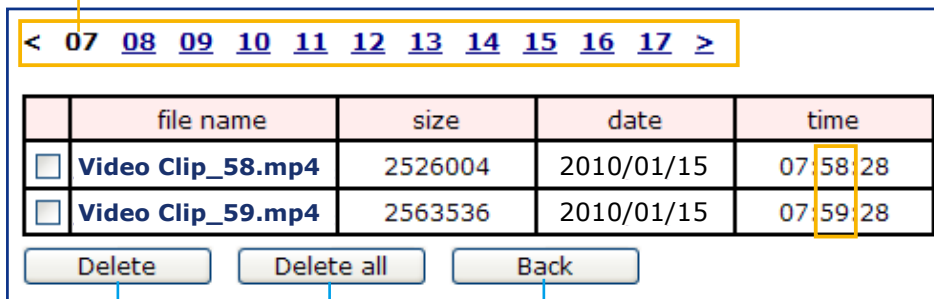 < 07 08 09 10 11 12 13 14 15 16 17 >
file name size date time
Video Clip_58.mp4 2526004 2010/01/15 07:58:28
Video Clip_59.mp4 2563536 2010/01/15 07:59:28
Delete Delete all Back